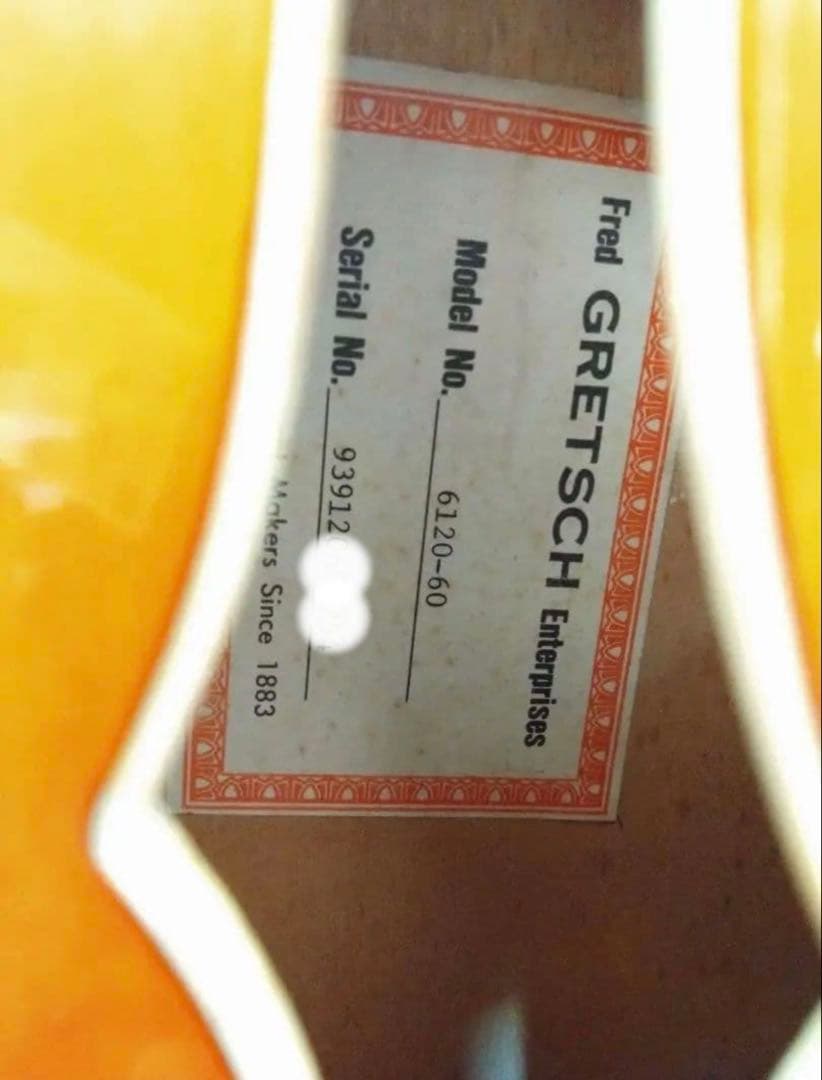 Fred GRETSCH Enterprises
Model No. 6120-60
Serial No. 93912
Makers Since 1883